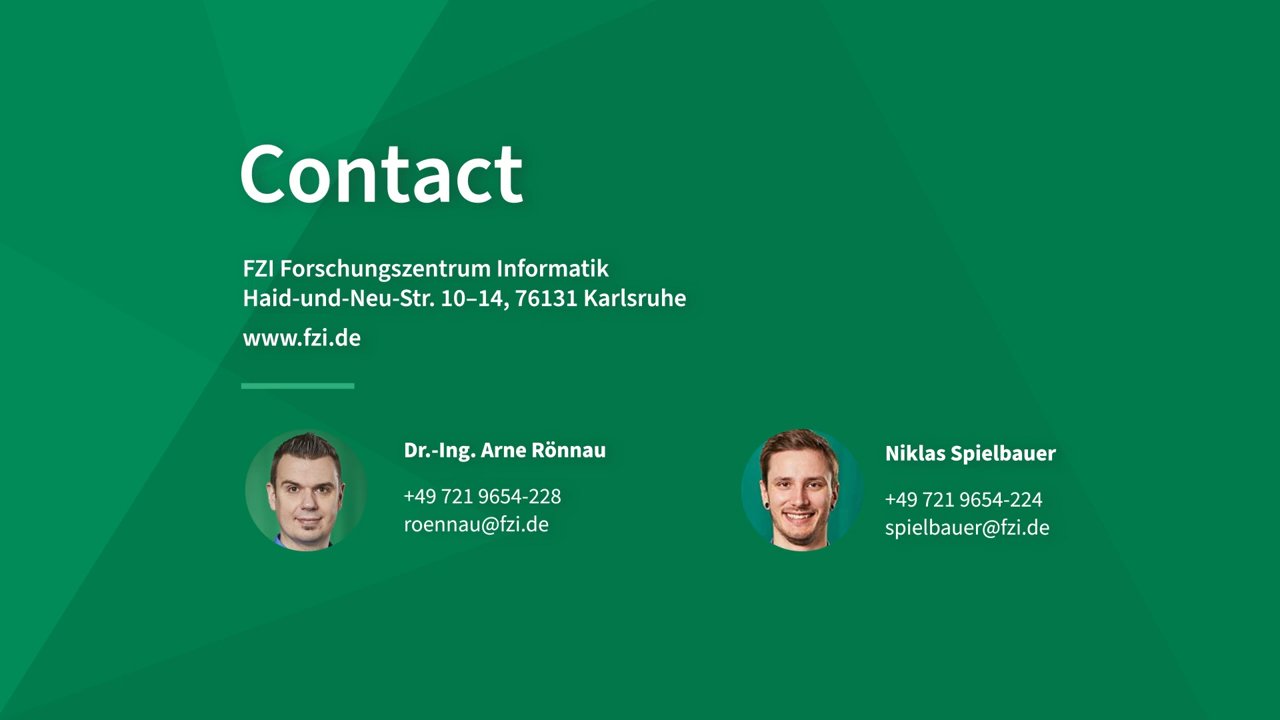 Contact
FZI Forschungszentrum Informatik
Haid-und-Neu-Str. 10–14, 76131 Karlsruhe
www.fzi.de
Dr.-Ing. Arne Rönnau
+49 721 9654-228
roennau@fzi.de
Niklas Spielbauer
+49 721 9654-224
spielbauer@fzi.de